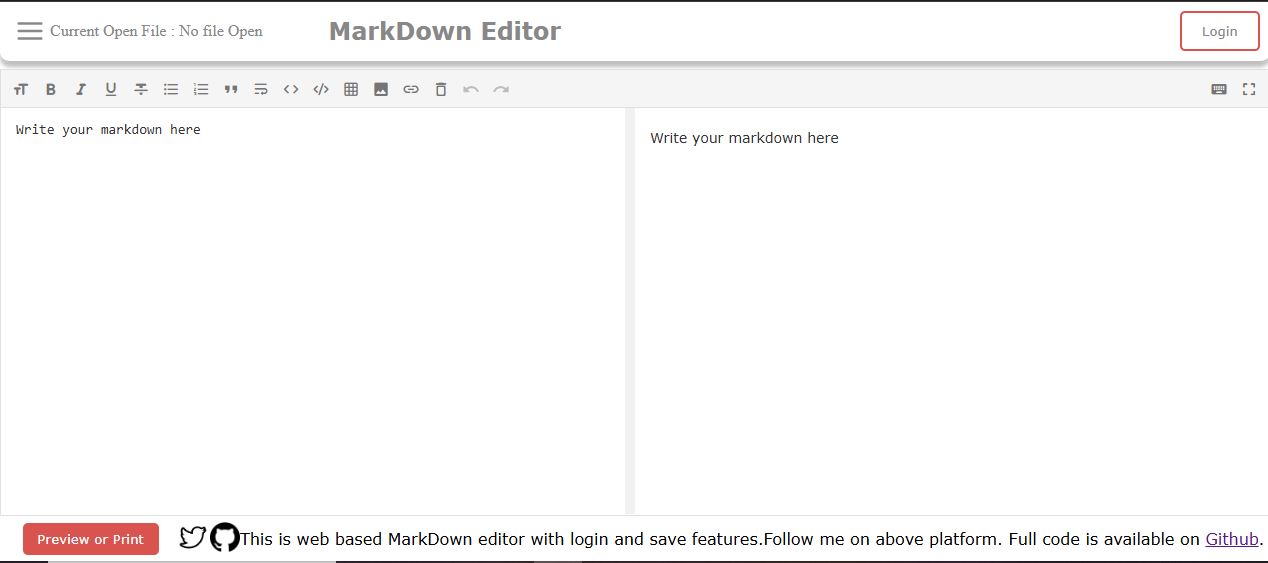 Current Open File : No file Open
MarkDown Editor
Login
Write your markdown here
Write your markdown here
Preview or Print
This is web based MarkDown editor with login and save features.Follow me on above platform. Full code is available on Github.